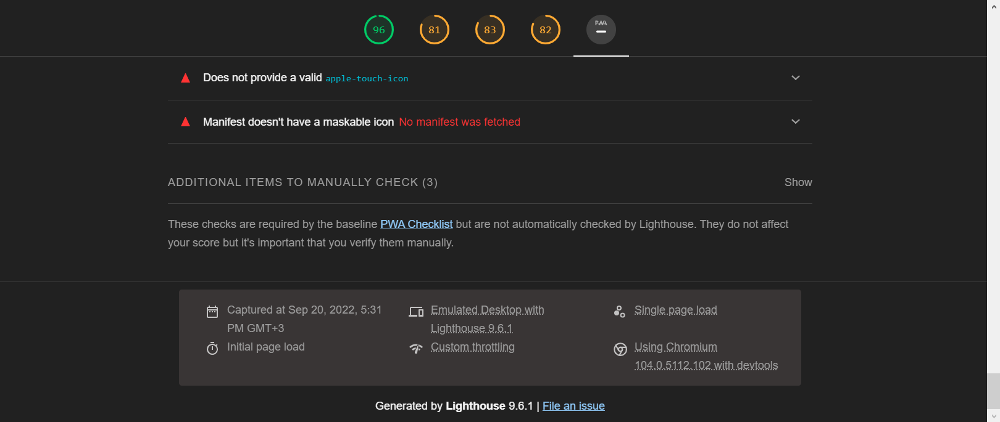 96 81 83 82 PWA
Does not provide a valid apple-touch-icon
Manifest doesn't have a maskable icon No manifest was fetched
ADDITIONAL ITEMS TO MANUALLY CHECK (3) Show
These checks are required by the baseline PWA Checklist but are not automatically checked by Lighthouse. They do not affect
your score but it's important that you verify them manually.
Captured at Sep 20, 2022, 5:31
PM GMT+3
Emulated Desktop with
Lighthouse 9.6.1
Single page load
Initial page load
Custom throttling
Using Chromium
104.0.5112.102 with devtools
Generated by Lighthouse 9.6.1 | File an issue